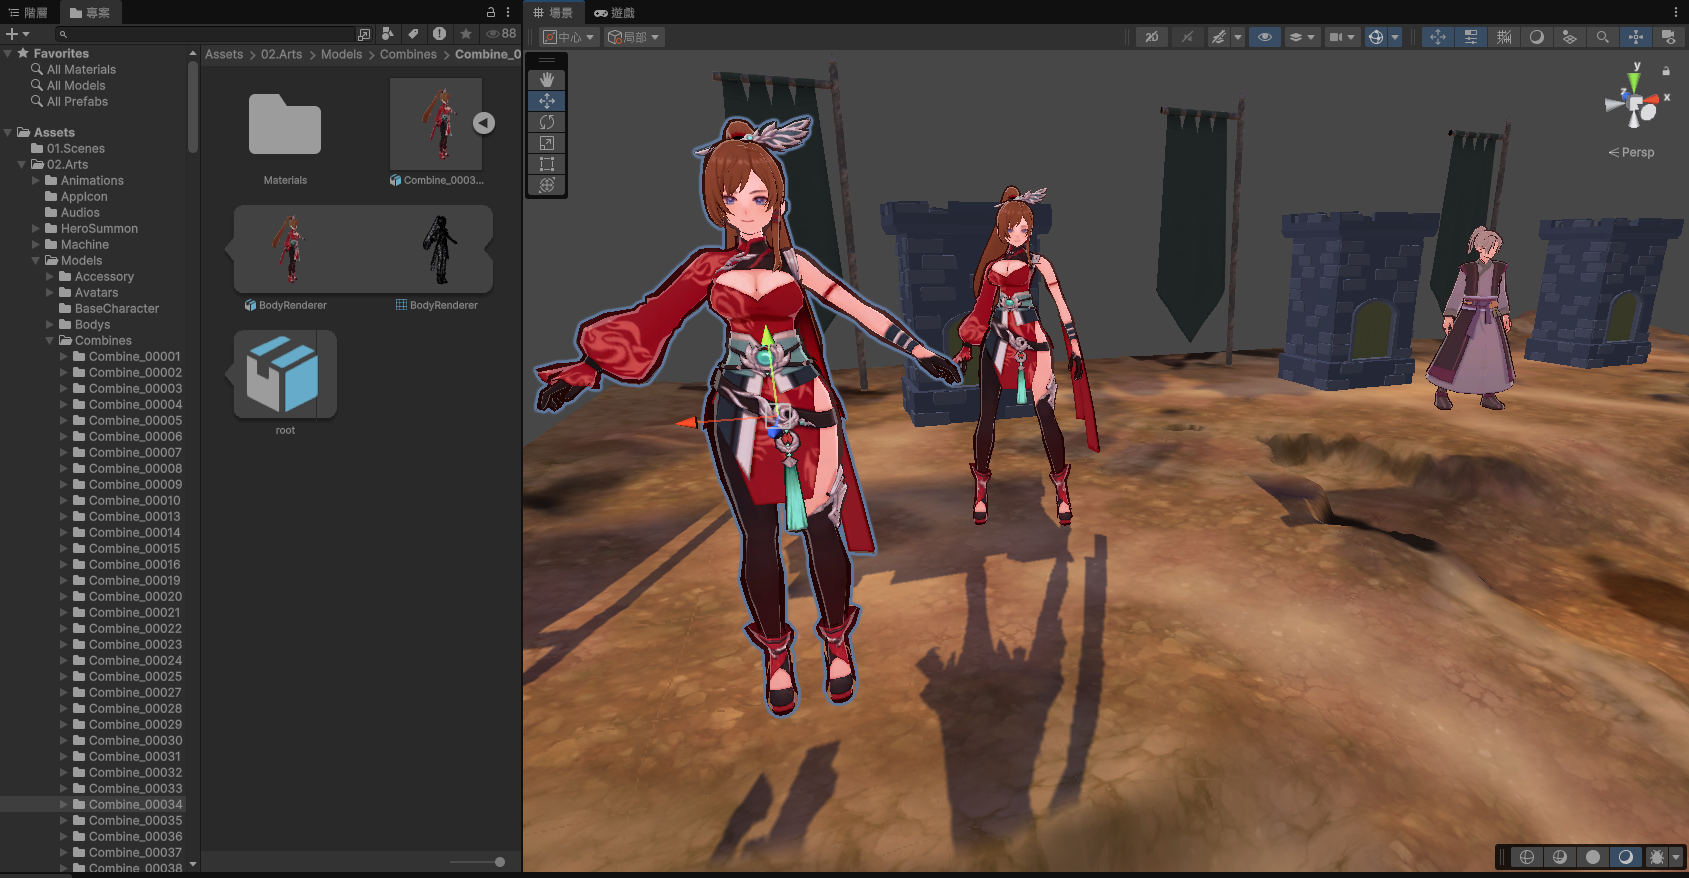 階層
專案
88
Favorites
All Materials
All Models
All Prefabs
Assets
01.Scenes
02.Arts
Animations
AppIcon
Audios
HeroSummon
Machine
Models
Accessory
Avatars
BaseCharacter
Bodys
Combines
Combine_00001
Combine_00002
Combine_00003
Combine_00004
Combine_00005
Combine_00006
Combine_00007
Combine_00008
Combine_00009
Combine_00010
Combine_00013
Combine_00014
Combine_00015
Combine_00016
Combine_00019
Combine_00020
Combine_00021
Combine_00022
Combine_00023
Combine_00024
Combine_00025
Combine_00027
Combine_00028
Combine_00029
Combine_00030
Combine_00031
Combine_00032
Combine_00033
Combine_00034
Combine_00035
Combine_00036
Combine_00037
Combine_00038
Assets > 02.Arts > Models > Combines > Combine_0
Materials
Combine_0003...
BodyRenderer
BodyRenderer
root
場景
遊戲
中心
局部
2D
y
z
x
Persp